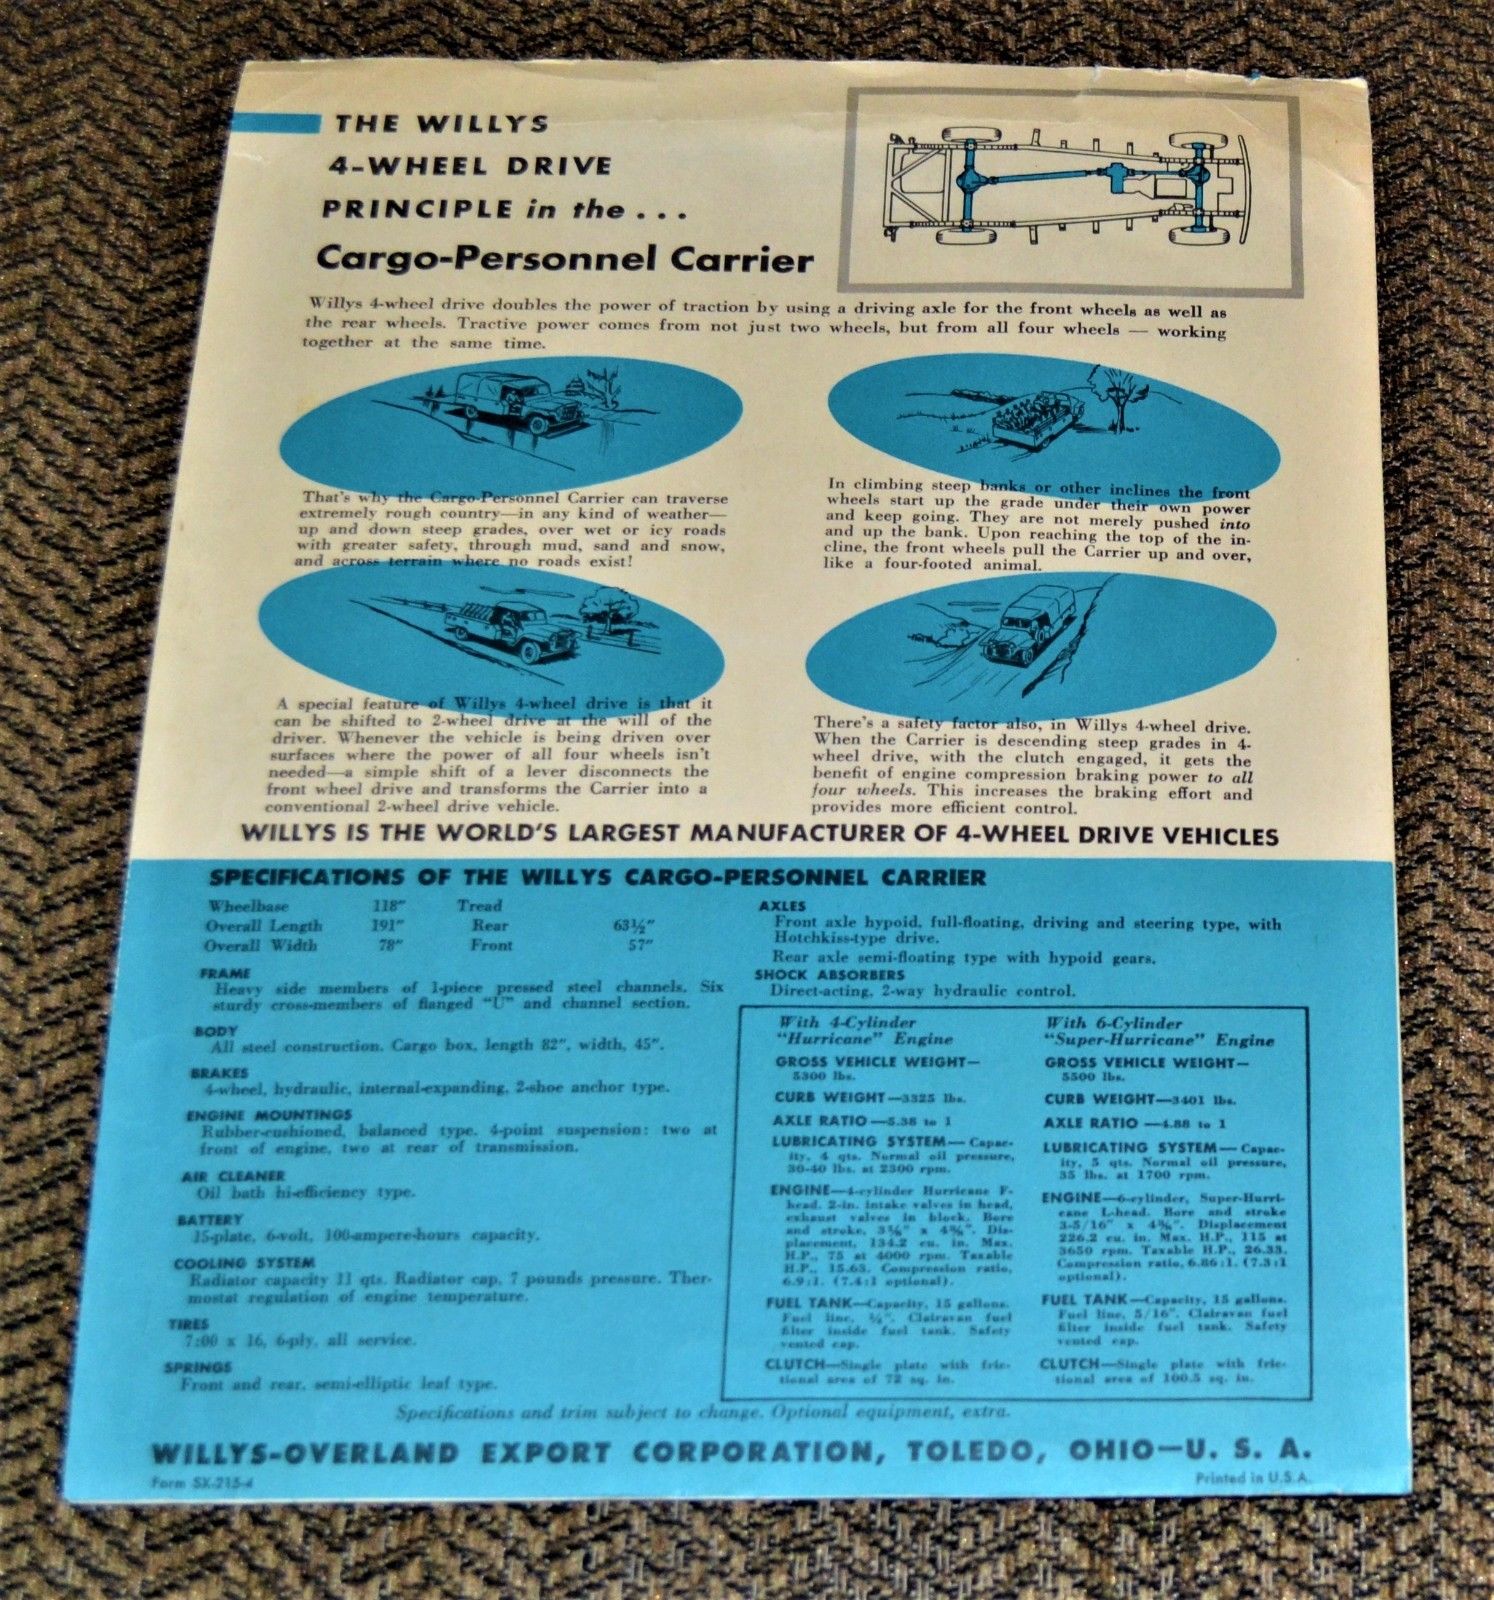 THE WILLYS
4-WHEEL DRIVE
PRINCIPLE in the . . .
Cargo-Personnel Carrier
Willys 4-wheel drive doubles the power of traction by using a driving axle for the front wheels as well as
the rear wheels. Tractive power comes from not just two wheels, but from all four wheels — working
together at the same time.
That's why the Cargo-Personnel Carrier can traverse
extremely rough country—in any kind of weather—
up and down steep grades, over wet or icy roads
with greater safety, through mud, sand and snow,
and across terrain where no roads exist!
In climbing steep banks or other inclines the front
wheels start up the grade under their own power
and keep going. They are not merely pushed into
and up the bank. Upon reaching the top of the in-
cline, the front wheels pull the Carrier up and over,
like a four-footed animal.
A special feature of Willys 4-wheel drive is that it
can be shifted to 2-wheel drive at the will of the
driver. Whenever the vehicle is being driven over
surfaces where the power of all four wheels isn't
needed—a simple shift of a lever disconnects the
front wheel drive and transforms the Carrier into a
conventional 2-wheel drive vehicle.
There's a safety factor also, in Willys 4-wheel drive.
When the Carrier is descending steep grades in 4-
wheel drive, with the clutch engaged, it gets the
benefit of engine compression braking power to all
four wheels. This increases the braking effort and
provides more efficient control.
WILLYS IS THE WORLD'S LARGEST MANUFACTURER OF 4-WHEEL DRIVE VEHICLES
SPECIFICATIONS OF THE WILLYS CARGO-PERSONNEL CARRIER
Wheelbase 118" Tread
Overall Length 191" Rear 63½"
Overall Width 78" Front 57"
FRAME
Heavy side members of 1-piece pressed steel channels. Six
sturdy cross-members of flanged "U" and channel section.
BODY
All steel construction. Cargo box, length 82", width, 45".
BRAKES
4-wheel, hydraulic, internal-expanding, 2-shoe anchor type.
ENGINE MOUNTINGS
Rubber-cushioned, balanced type. 4-point suspension: two at
front of engine, two at rear of transmission.
AIR CLEANER
Oil bath hi-efficiency type.
BATTERY
15-plate, 6-volt, 100-ampere-hours capacity.
COOLING SYSTEM
Radiator capacity 11 qts. Radiator cap, 7 pounds pressure. Ther-
mostat regulation of engine temperature.
TIRES
7:00 x 16, 6-ply, all service.
SPRINGS
Front and rear, semi-elliptic leaf type.
AXLES
Front axle hypoid, full-floating, driving and steering type, with
Hotchkiss-type drive.
Rear axle semi-floating type with hypoid gears.
SHOCK ABSORBERS
Direct-acting, 2-way hydraulic control.
With 4-Cylinder
"Hurricane" Engine
GROSS VEHICLE WEIGHT—
5300 lbs.
CURB WEIGHT—3325 lbs.
AXLE RATIO—5.38 to 1
LUBRICATING SYSTEM—Capac-
ity, 4 qts. Normal oil pressure,
30-40 lbs. at 2300 rpm.
ENGINE—4-cylinder Hurricane F-
head. 2-in. intake valves in head,
exhaust valves in block. Bore
and stroke, 3⅛" x 4⅜". Dis-
placement, 134.2 cu. in. Max.
H.P., 75 at 4000 rpm. Taxable
H.P., 15.63. Compression ratio,
6.9:1. (7.4:1 optional).
FUEL TANK—Capacity, 15 gallons.
Fuel line, Clairavan fuel
filter inside fuel tank. Safety
vented cap.
CLUTCH—Single plate with fric-
tional area of 72 sq. in.
With 6-Cylinder
"Super-Hurricane" Engine
GROSS VEHICLE WEIGHT—
5500 lbs.
CURB WEIGHT—3401 lbs.
AXLE RATIO—4.88 to 1
LUBRICATING SYSTEM—Capac-
ity, 5 qts. Normal oil pressure,
35 lbs. at 1700 rpm.
ENGINE—6-cylinder, Super-Hurri-
cane L-head. Bore and stroke
3-5/16" x 4⅜". Displacement
226.2 cu. in. Max. H.P., 115 at
3650 rpm. Taxable H.P., 26.33.
Compression ratio, 6.86:1. (7.3:1
optional).
FUEL TANK—Capacity, 15 gallons.
Fuel line, 5/16". Clairavan fuel
filter inside fuel tank. Safety
vented cap.
CLUTCH—Single plate with fric-
tional area of 100.5 sq. in.
Specifications and trim subject to change. Optional equipment, extra.
WILLYS-OVERLAND EXPORT CORPORATION, TOLEDO, OHIO—U. S. A.
Form SX-215-4
Printed in U.S.A.